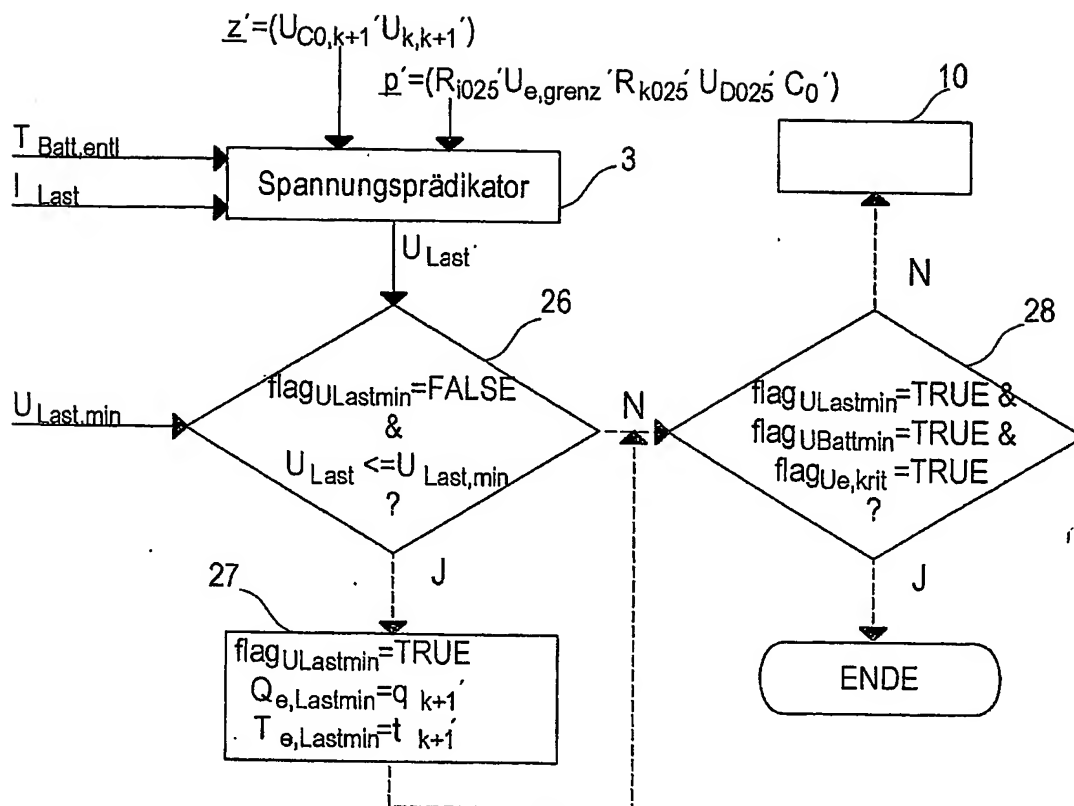 z´=(U_C0,k+1´U_k,k+1´)
p´=(R_i025´U_e,grenz´R_k025´U_D025´C_0´)
10
T_Batt,entl
I_Last
Spannungsprädikator
3
U_Last´
N
26
28
flag_ULastmin=FALSE
&
U_Last <=U_Last,min
?
U_Last,min
N
flag_ULastmin=TRUE &
flag_UBattmin=TRUE &
flag_Ue,krit=TRUE
?
J
J
27
flag_ULastmin=TRUE
Q_e,Lastmin=q_k+1´
T_e,Lastmin=t_k+1´
ENDE